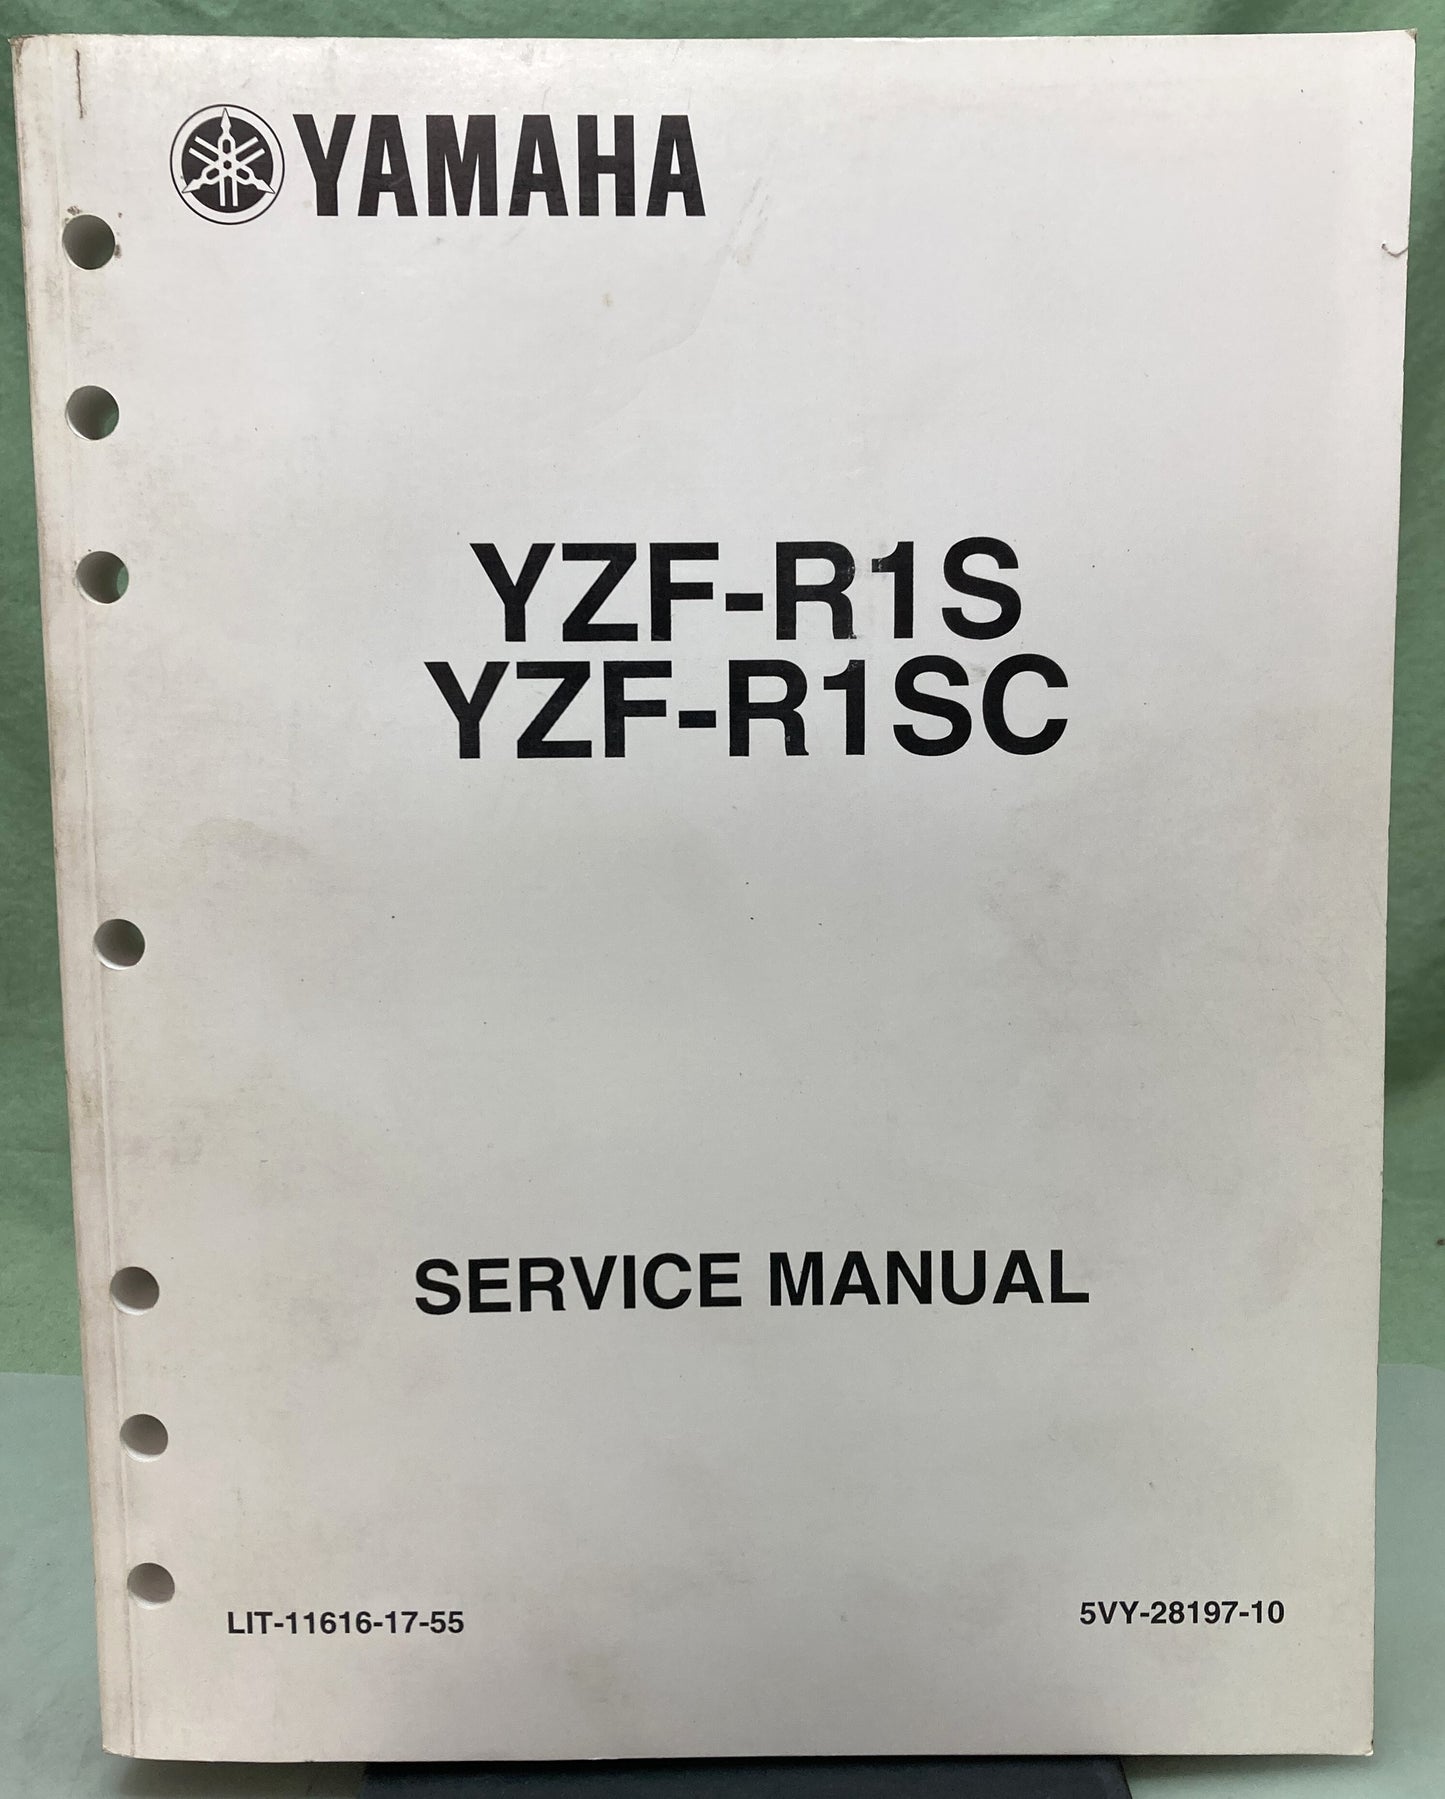 YAMAHA
YZF-R1S
YZF-R1SC
SERVICE MANUAL
LIT-11616-17-55
5VY-28197-10